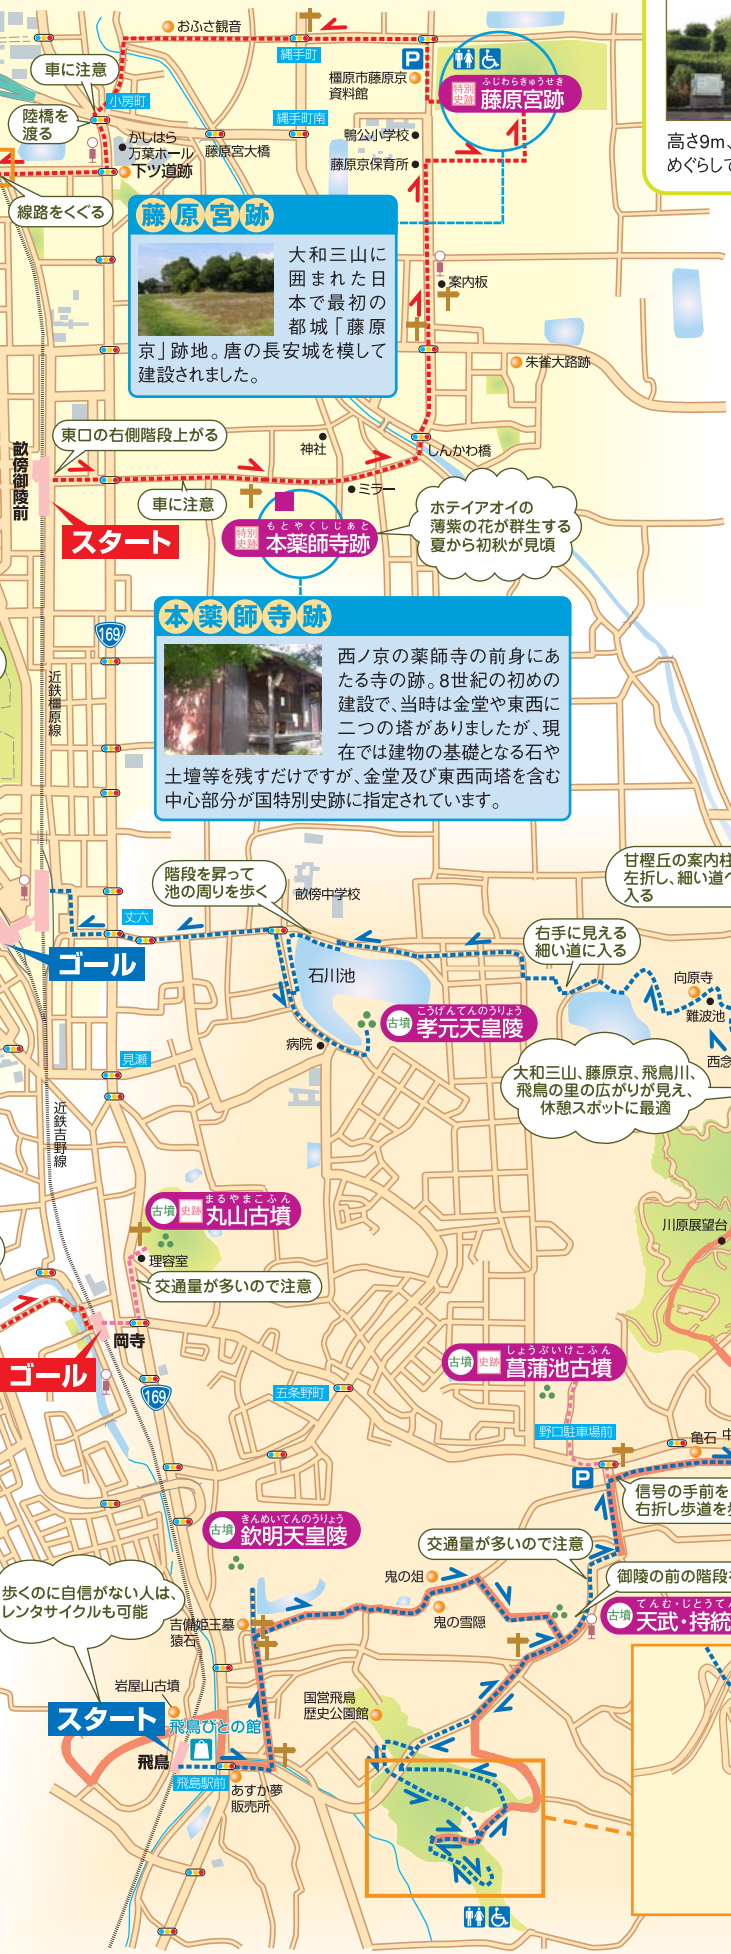 おふさ観音
縄手町
車に注意
橿原市藤原京
資料館
P
特別
史跡
ふじわらきゅうせき
藤原宮跡
小房町
陸橋を
渡る
縄手町南
かしはら
万葉ホール
藤原宮大橋
鴨公小学校
藤原京保育所
下ツ道跡
高さ9m、
めぐらして
線路をくぐる
藤原宮跡
大和三山に
囲まれた日
本で最初の
都城「藤原
京」跡地。唐の長安城を模して
建設されました。
案内板
朱雀大路跡
東口の右側階段上がる
神社
しんかわ橋
畝傍御陵前
車に注意
ミラー
スタート
特別
史跡
もとやくしじあと
本薬師寺跡
ホテイアオイの
薄紫の花が群生する
夏から初秋が見頃
本薬師寺跡
西ノ京の薬師寺の前身にあ
たる寺の跡。8世紀の初めの
建設で、当時は金堂や東西に
二つの塔がありましたが、現
在では建物の基礎となる石や
土壇等を残すだけですが、金堂及び東西両塔を含む
中心部分が国特別史跡に指定されています。
169
近鉄橿原線
階段を昇って
池の周りを歩く
畝傍中学校
甘樫丘の案内柱
左折し、細い道へ
入る
丈六
ゴール
石川池
右手に見える
細い道に入る
向原寺
難波池
古墳
こうげんてんのうりょう
孝元天皇陵
病院
西念
見瀬
大和三山、藤原京、飛鳥川、
飛鳥の里の広がりが見え、
休憩スポットに最適
近鉄吉野線
古墳
史跡
まるやまこふん
丸山古墳
川原展望台
理容室
交通量が多いので注意
岡寺
ゴール
古墳
史跡
しょうぶいけこふん
菖蒲池古墳
169
五条野町
野口駐車場前
亀石
中
P
信号の手前を
右折し歩道を歩
古墳
きんめいてんのうりょう
欽明天皇陵
交通量が多いので注意
歩くのに自信がない人は、
レンタサイクルも可能
鬼の俎
御陵の前の階段を
吉備姫王墓
猿石
鬼の雪隠
古墳
てんむ・じとうてん
天武・持統
岩屋山古墳
国営飛鳥
歴史公園館
スタート
飛鳥びとの館
飛鳥
飛鳥駅前
あすか夢
販売所